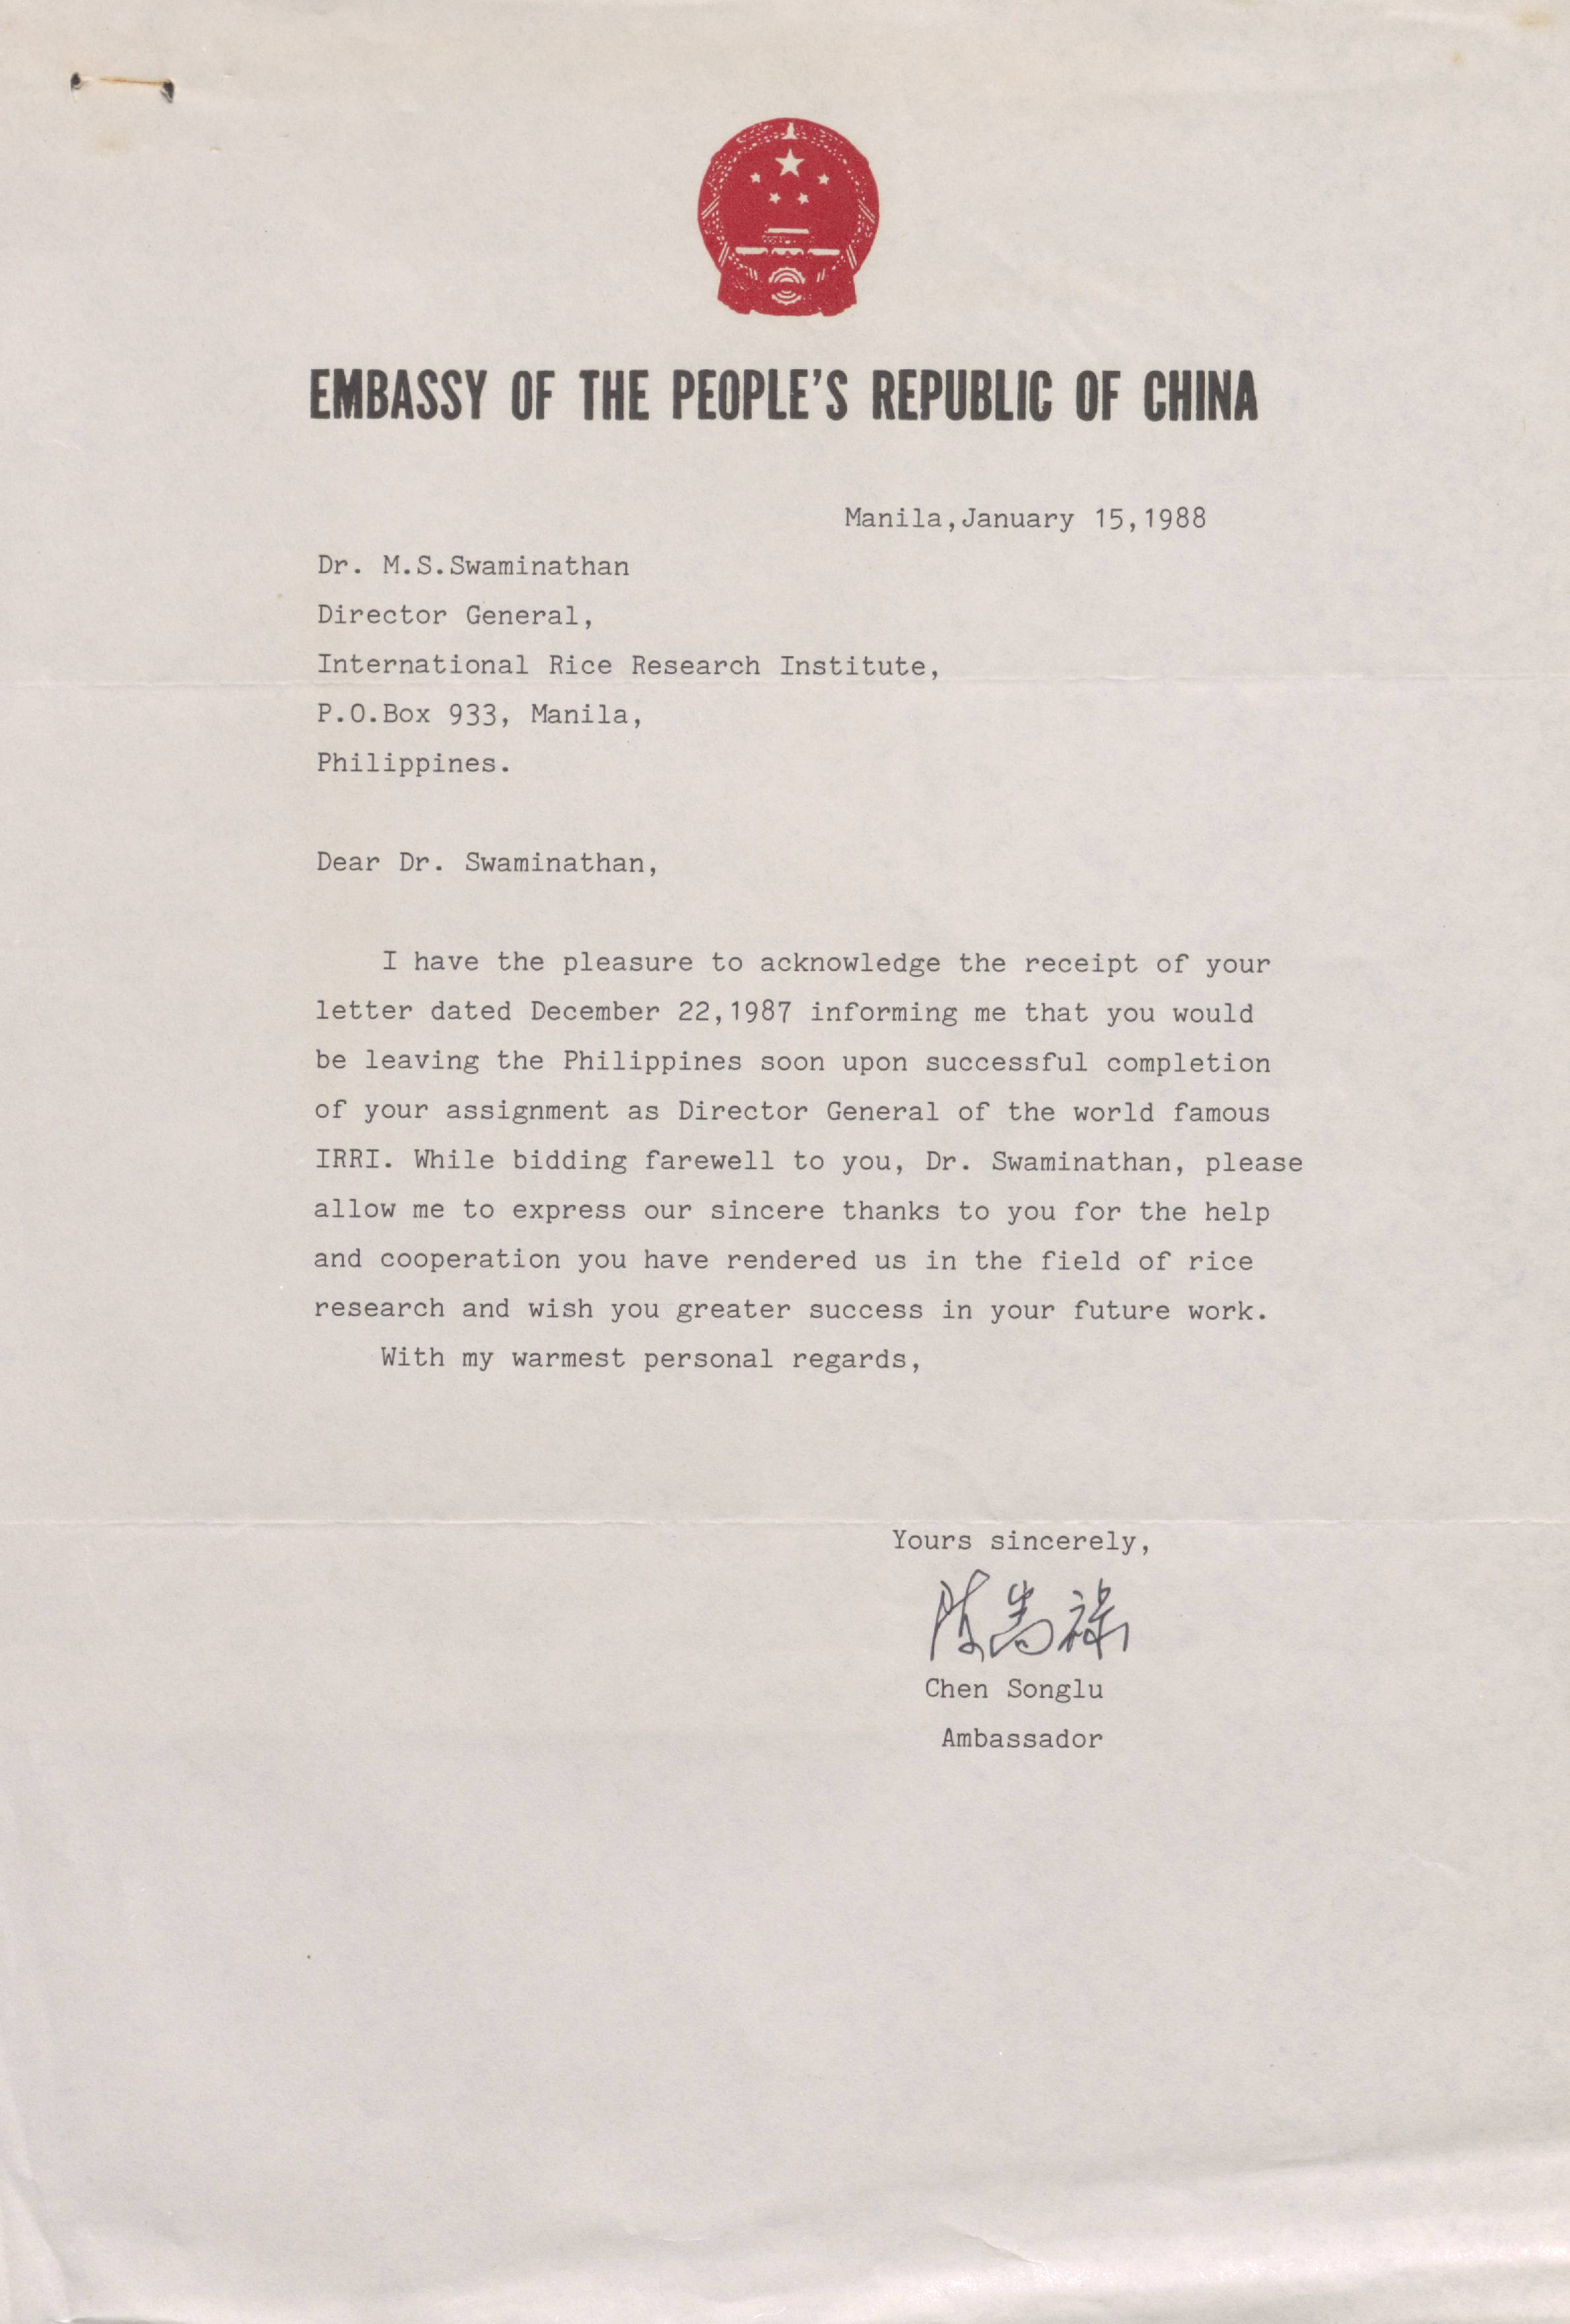 EMBASSY OF THE PEOPLE'S REPUBLIC OF CHINA
Manila,January 15,1988
Dr. M.S.Swaminathan
Director General,
International Rice Research Institute,
P.O.Box 933, Manila,
Philippines.
Dear Dr. Swaminathan,
I have the pleasure to acknowledge the receipt of your
letter dated December 22,1987 informing me that you would
be leaving the Philippines soon upon successful completion
of your assignment as Director General of the world famous
IRRI. While bidding farewell to you, Dr. Swaminathan, please
allow me to express our sincere thanks to you for the help
and cooperation you have rendered us in the field of rice
research and wish you greater success in your future work.
With my warmest personal regards,
Yours sincerely,
陈嵩禄
Chen Songlu
Ambassador